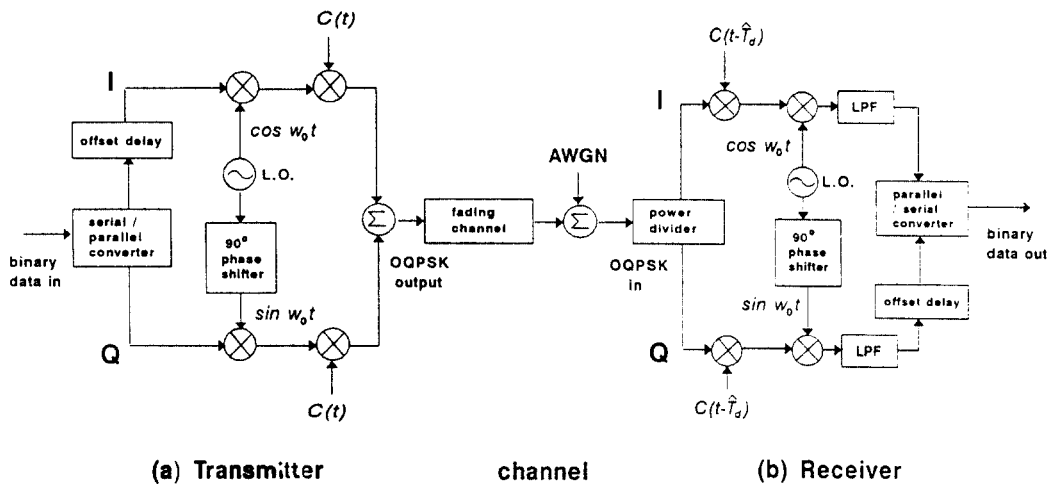 C(t)
I
offset delay
cos w₀t
L.O.
serial /
parallel
converter
binary
data in
90°
phase
shifter
sin w₀t
Q
C(t)
Σ
OQPSK
output
fading
channel
AWGN
Σ
power
divider
OQPSK
in
C(t-T̂d)
I
LPF
cos w₀t
L.O.
parallel
/ serial
converter
binary
data out
90°
phase
shifter
offset delay
sin w₀t
Q
LPF
C(t-T̂d)
(a) Transmitter
channel
(b) Receiver